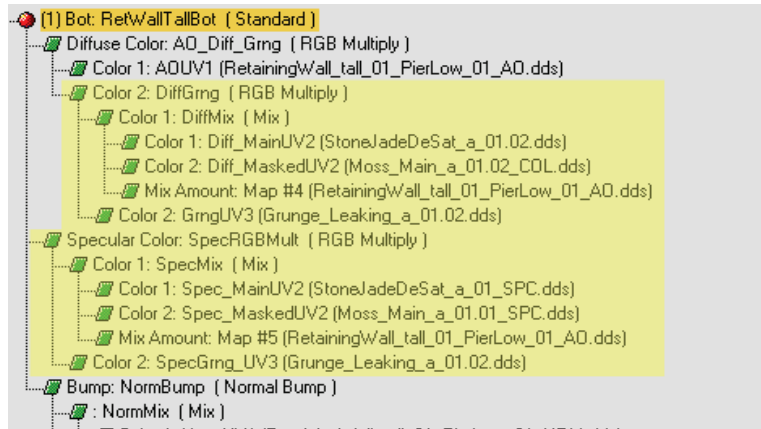 (1) Bot: RetWallTallBot ( Standard )
Diffuse Color: AO_Diff_Grng ( RGB Multiply )
Color 1: AOUV1 (RetainingWall_tall_01_PierLow_01_AO.dds)
Color 2: DiffGrng ( RGB Multiply )
Color 1: DiffMix ( Mix )
Color 1: Diff_MainUV2 (StoneJadeDeSat_a_01.02.dds)
Color 2: Diff_MaskedUV2 (Moss_Main_a_01.02_COL.dds)
Mix Amount: Map #4 (RetainingWall_tall_01_PierLow_01_AO.dds)
Color 2: GrngUV3 (Grunge_Leaking_a_01.02.dds)
Specular Color: SpecRGBMult ( RGB Multiply )
Color 1: SpecMix ( Mix )
Color 1: Spec_MainUV2 (StoneJadeDeSat_a_01_SPC.dds)
Color 2: Spec_MaskedUV2 (Moss_Main_a_01.01_SPC.dds)
Mix Amount: Map #5 (RetainingWall_tall_01_PierLow_01_AO.dds)
Color 2: SpecGrng_UV3 (Grunge_Leaking_a_01.02.dds)
Bump: NormBump ( Normal Bump )
: NormMix ( Mix )